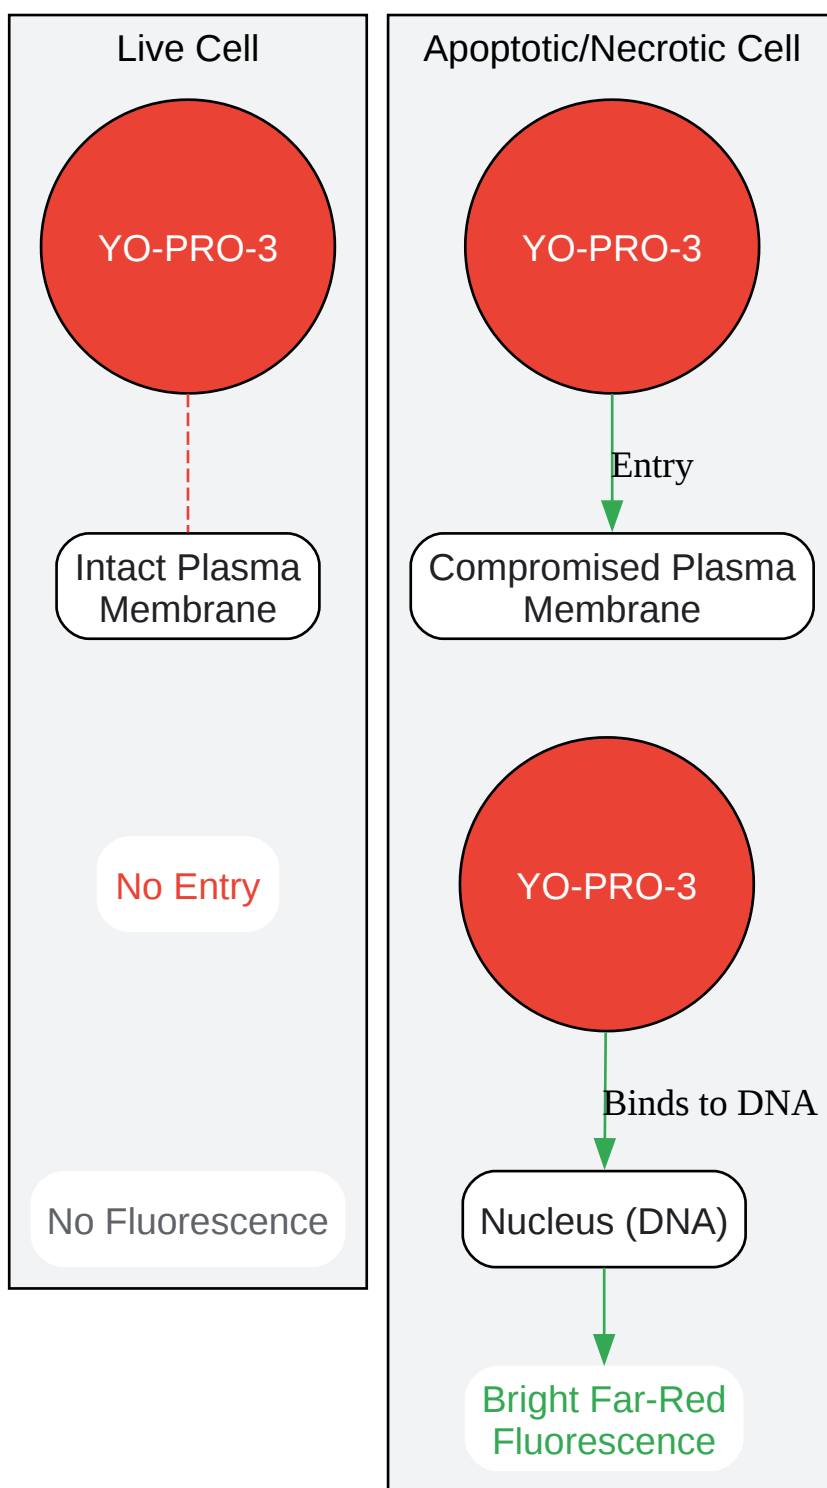 Live Cell
YO-PRO-3
Intact Plasma
Membrane
No Entry
No Fluorescence
Apoptotic/Necrotic Cell
YO-PRO-3
Entry
Compromised Plasma
Membrane
YO-PRO-3
Binds to DNA
Nucleus (DNA)
Bright Far-Red
Fluorescence